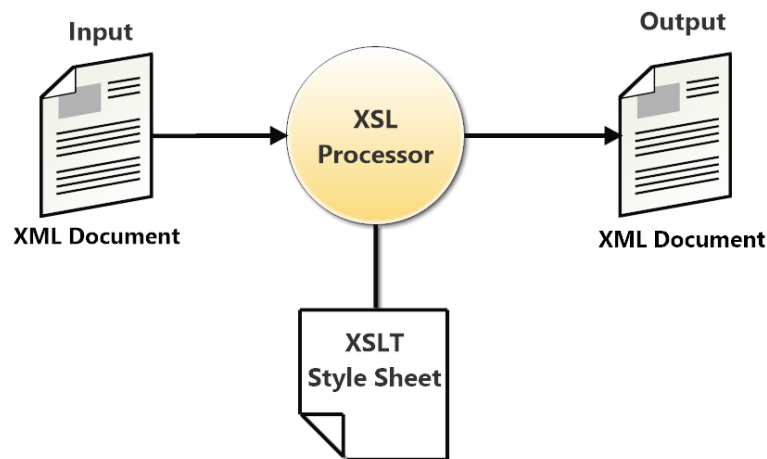 Input
XML Document
XSL
Processor
Output
XML Document
XSLT
Style Sheet